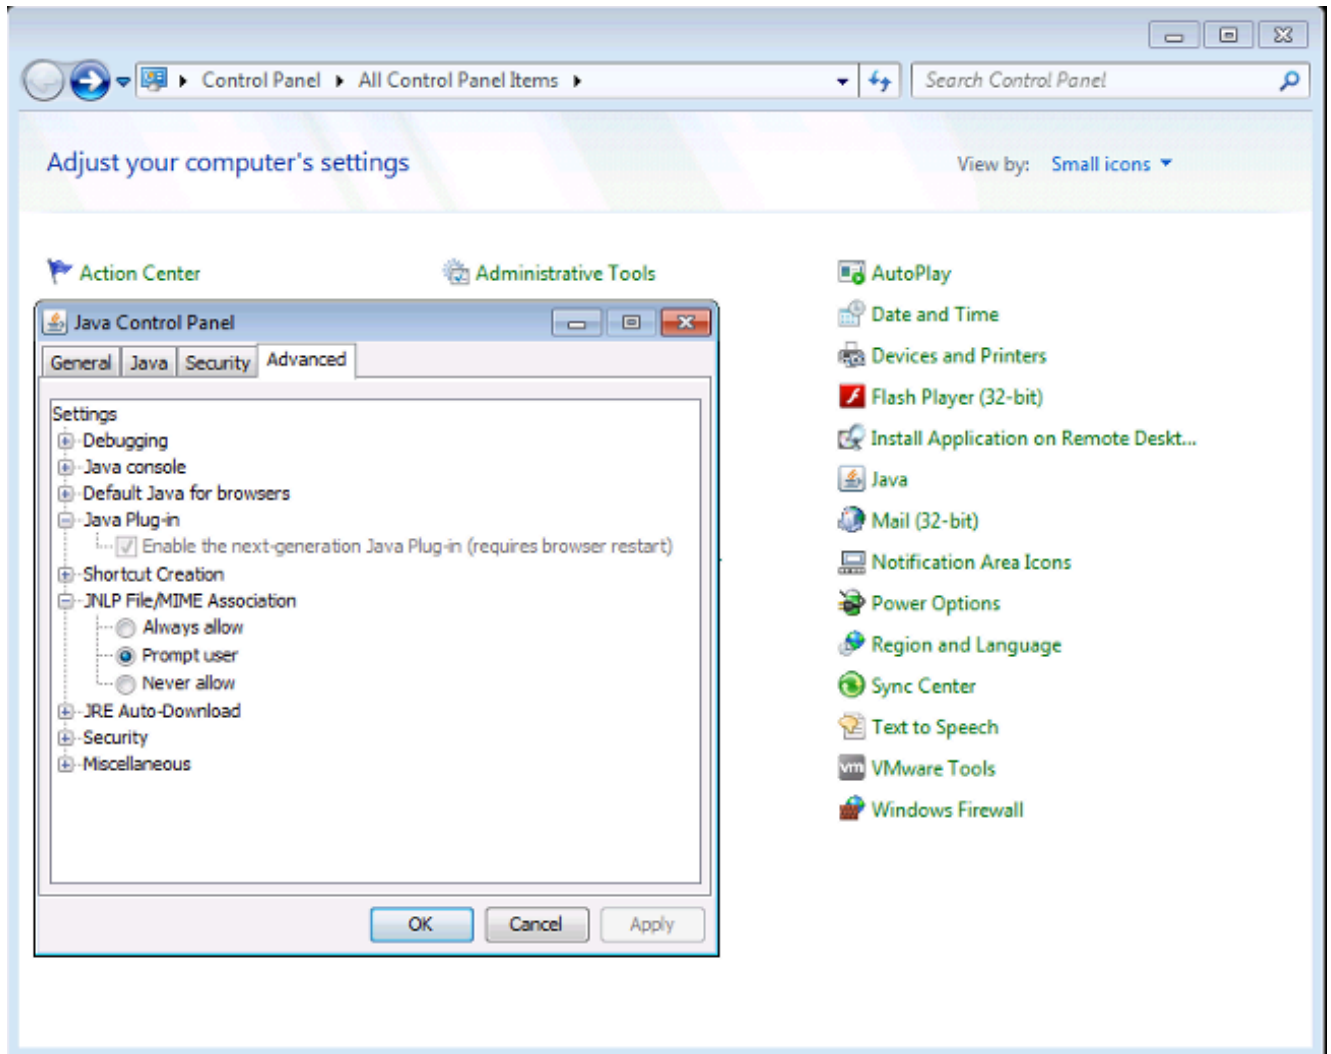 Control Panel All Control Panel Items Search Control Panel
Adjust your computer's settings View by: Small icons
Action Center Administrative Tools AutoPlay
Date and Time
Devices and Printers
Flash Player (32-bit)
Install Application on Remote Deskt...
Java
Mail (32-bit)
Notification Area Icons
Power Options
Region and Language
Sync Center
Text to Speech
vm VMware Tools
Windows Firewall
Java Control Panel
General Java Security Advanced
Settings
Debugging
Java console
Default Java for browsers
Java Plug-in
Enable the next-generation Java Plug-in (requires browser restart)
Shortcut Creation
JNLP File/MIME Association
Always allow
Prompt user
Never allow
JRE Auto-Download
Security
Miscellaneous
OK Cancel Apply